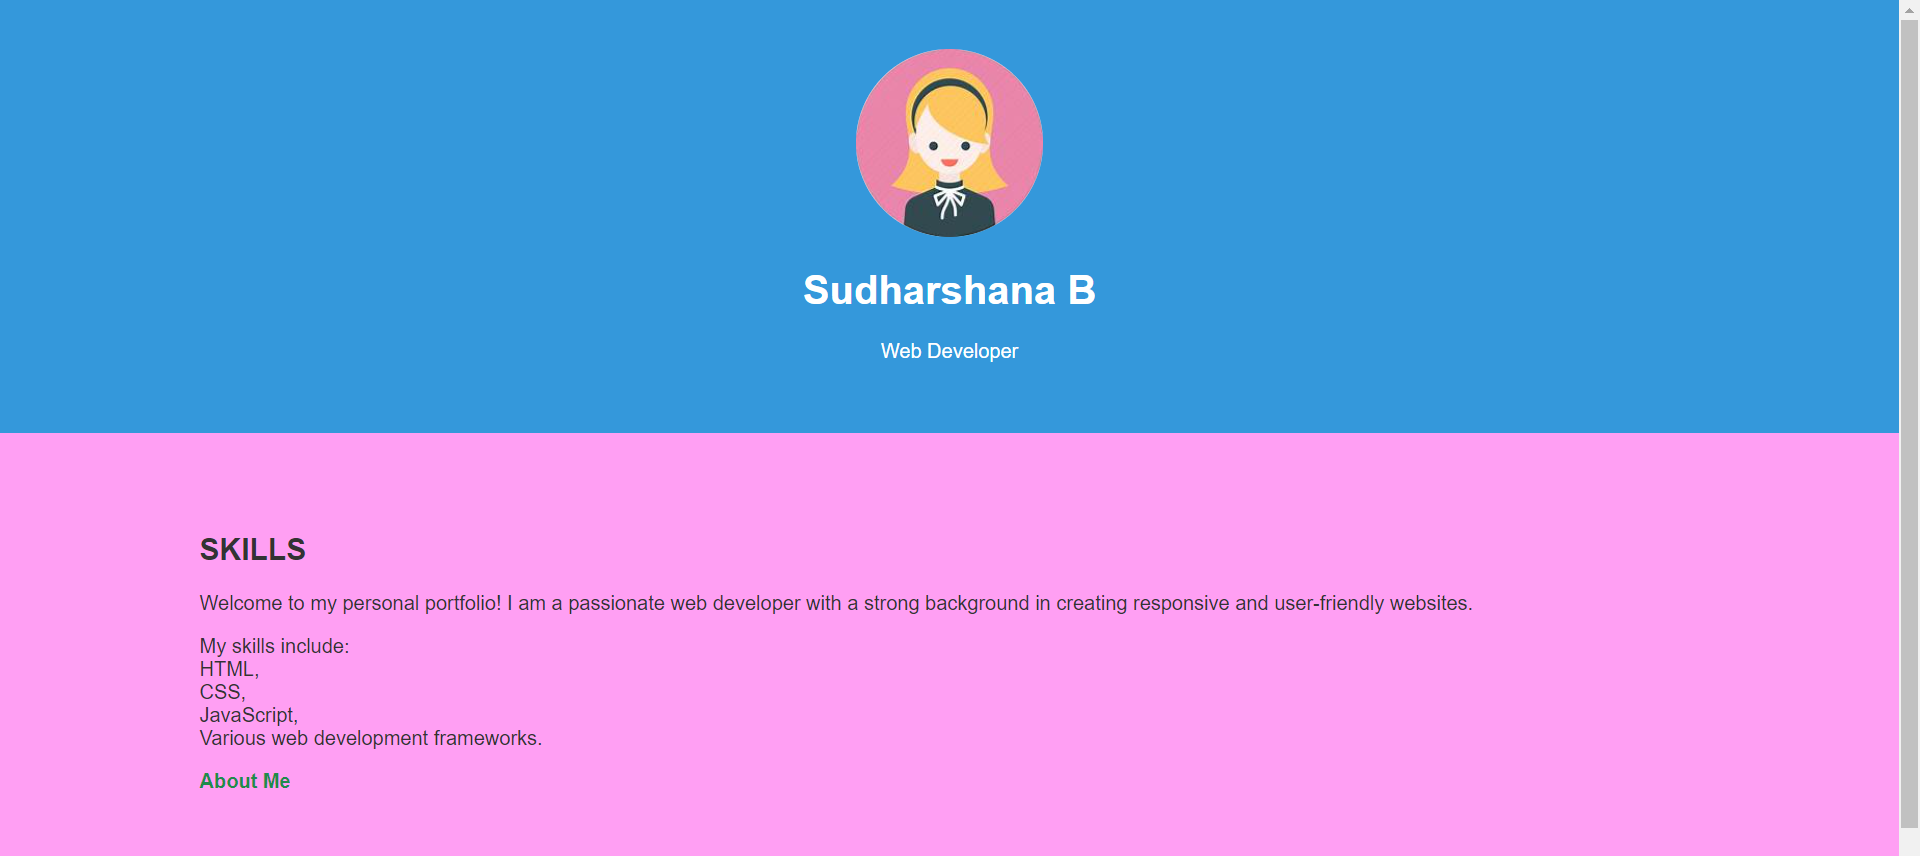 Sudharshana B
Web Developer
SKILLS
Welcome to my personal portfolio! I am a passionate web developer with a strong background in creating responsive and user-friendly websites.
My skills include:
HTML,
CSS,
JavaScript,
Various web development frameworks.
About Me